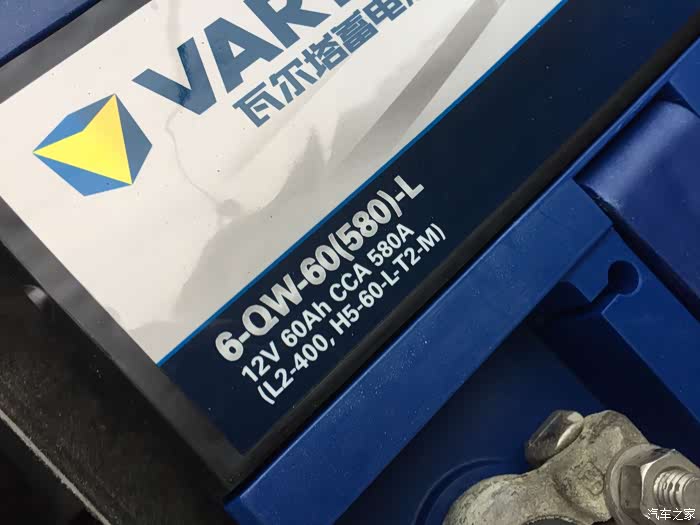 VART
瓦尔塔蓄电
6-QW-60(580)-L
12V 60Ah CCA 580A
(L2-400, H5-60-L-T2-M)
汽车之家